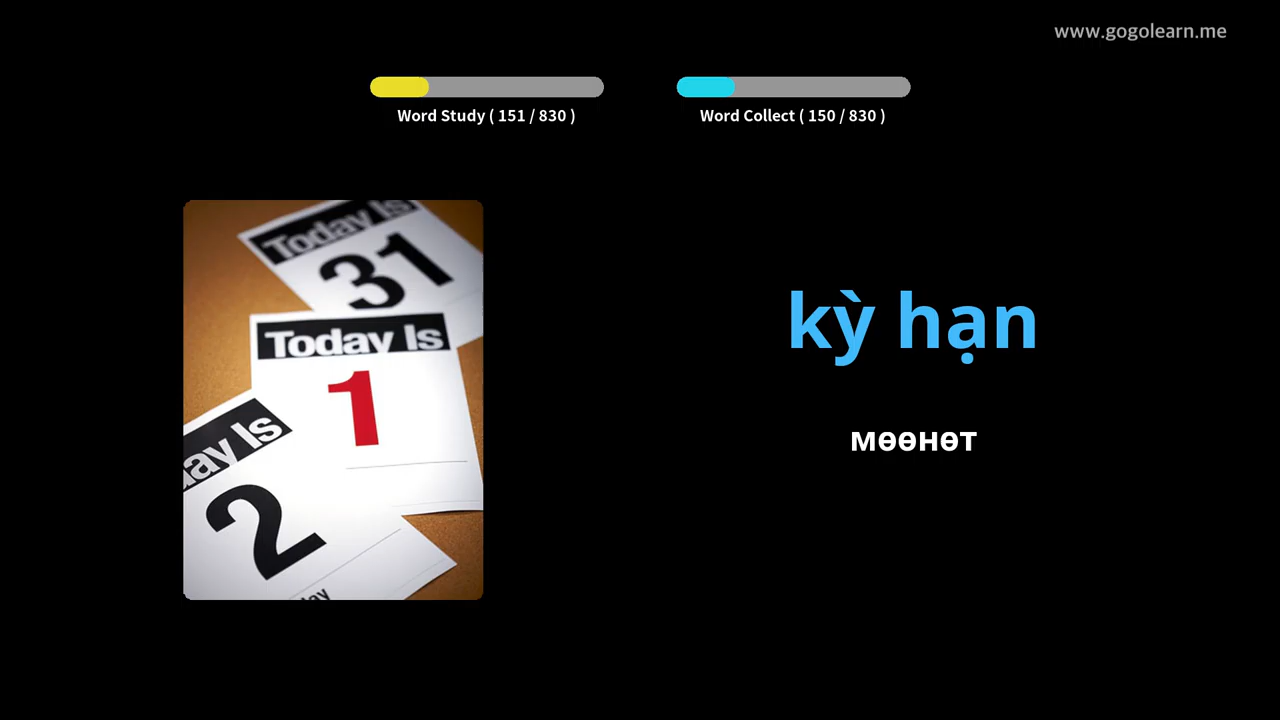 www.gogolearn.me
Word Study ( 151 / 830 )
Word Collect ( 150 / 830 )
Today Is
31
Today Is
1
ay Is
2
ay
kỳ hạn
мөөнөт